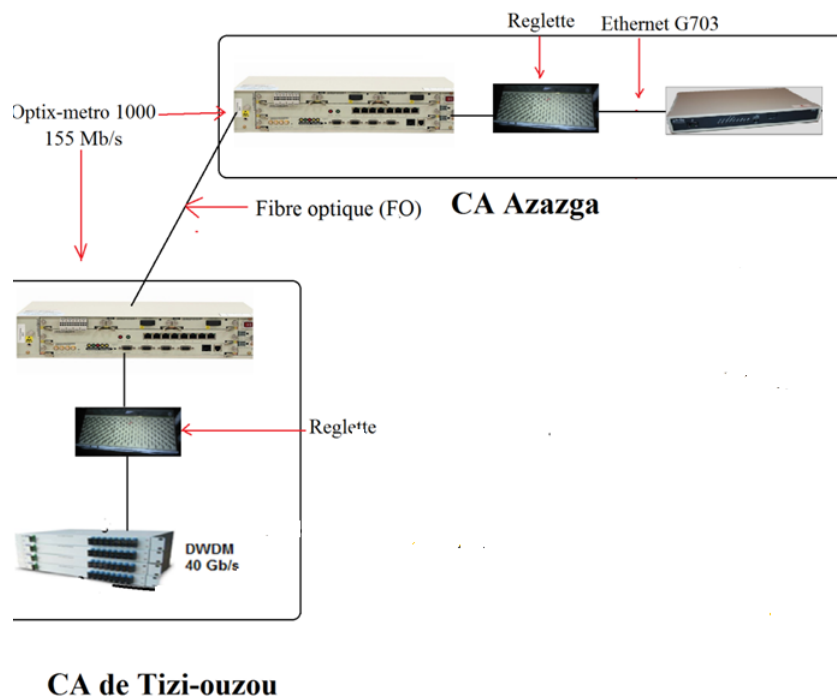 Reglette
Ethernet G703
Optix-metro 1000
155 Mb/s
Fibre optique (FO)
CA Azazga
Reglette
DWDM
40 Gb/s
CA de Tizi-ouzou